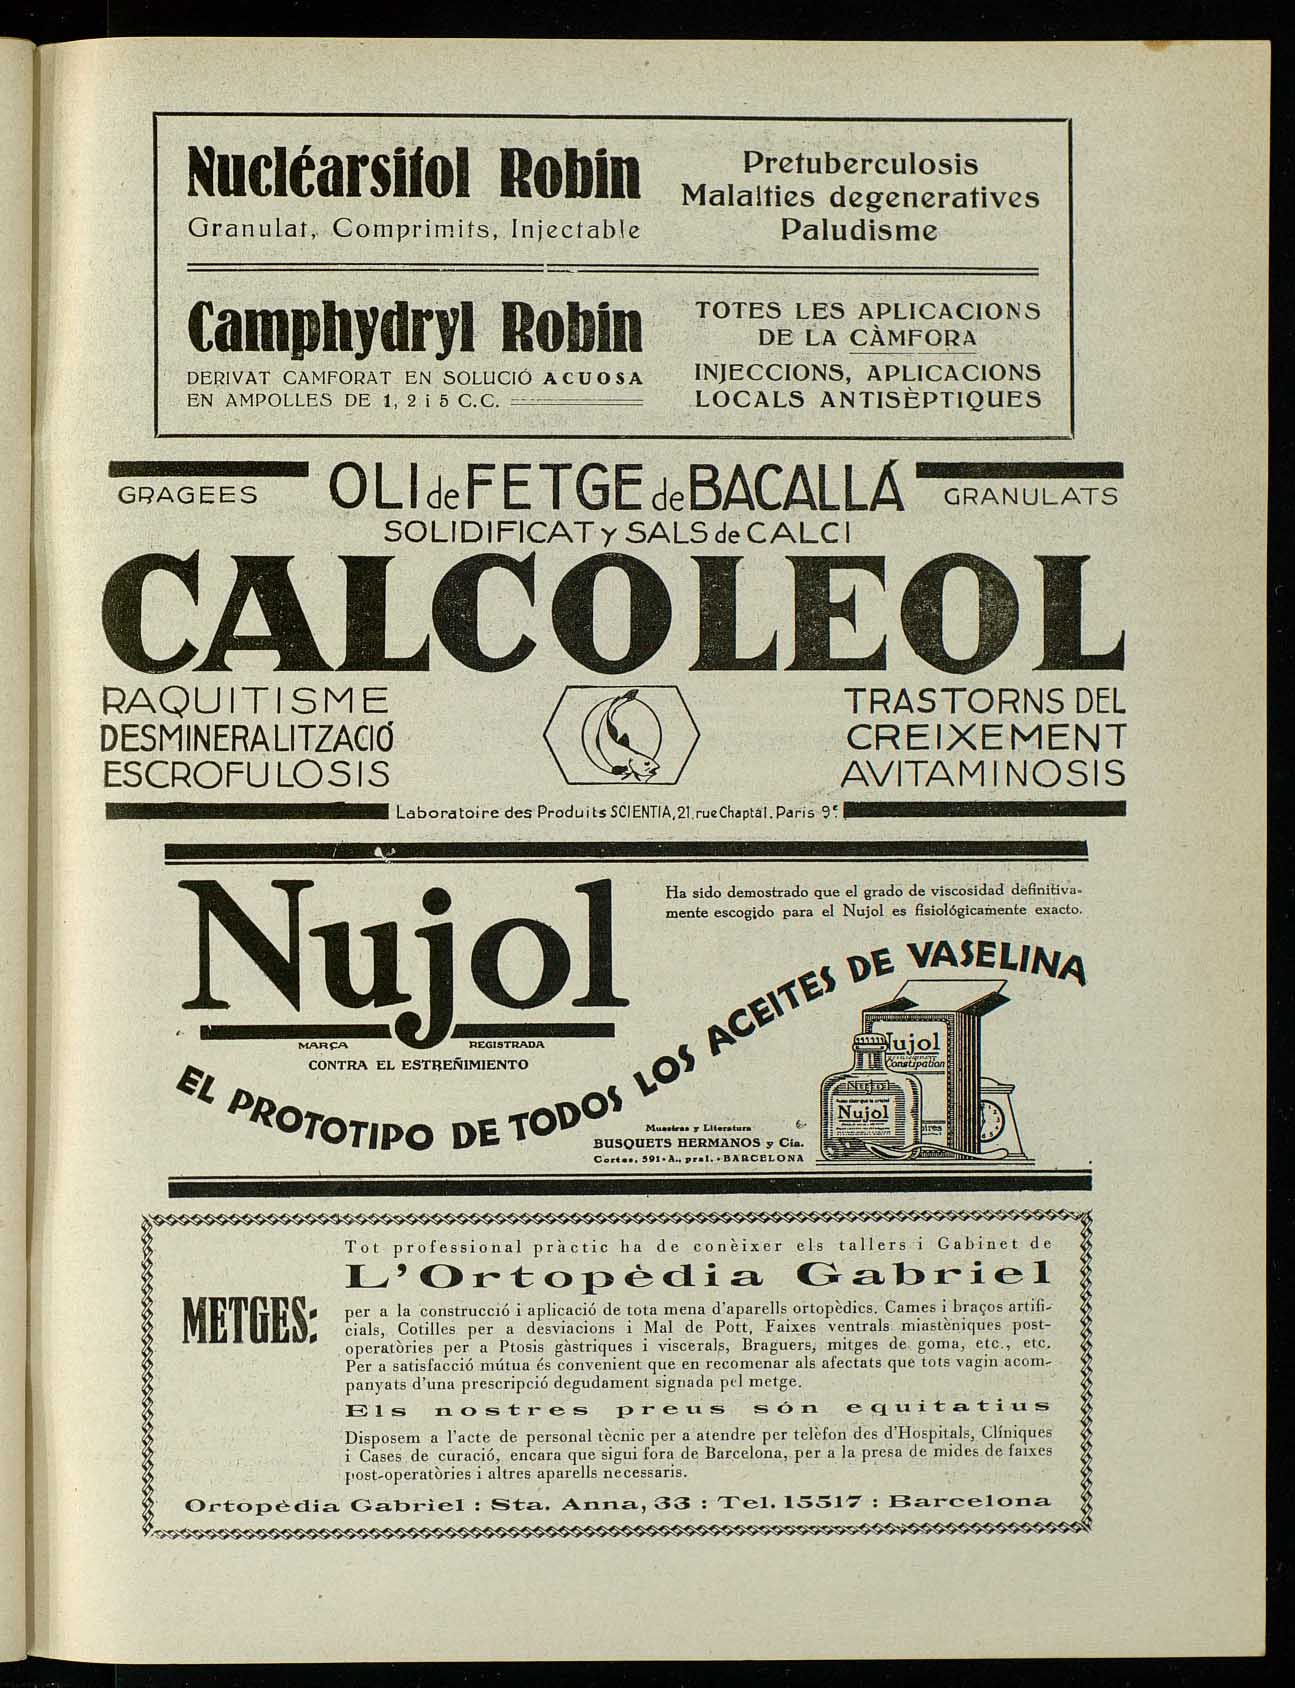 Nucléarsitol Robin
Granulat, Comprimits, Injectable
Pretuberculosis
Malalties degeneratives
Paludisme
Camphydryl Robin
DERIVAT CAMFORAT EN SOLUCIÓ ACUOSA
EN AMPOLLES DE 1, 2 i 5 C.C.
TOTES LES APLICACIONS
DE LA CÀMFORA
INJECCIONS, APLICACIONS
LOCALS ANTISÈPTIQUES
GRAGEES
OLI de FETGE de BACALLÁ
GRANULATS
SOLIDIFICAT y SALS de CALCI
CALCOLEOL
RAQUITISME
DESMINERALITZACIÓ
ESCROFULOSIS
TRASTORNS DEL
CREIXEMENT
AVITAMINOSIS
Laboratoire des Produits SCIENTIA, 21, rue Chaptal. Paris 9e.
Nujol
MARCA REGISTRADA
CONTRA EL ESTREÑIMIENTO
Ha sido demostrado que el grado de viscosidad definitiva-
mente escogido para el Nujol es fisiológicamente exacto.
EL PROTOTIPO DE TODOS LOS ACEITES DE VASELINA
Nujol
Constipation
Nujol
Nujol
Muestras y Literatura
BUSQUETS HERMANOS y Cia.
Cortes, 591-A., pral. - BARCELONA
METGES:
Tot professional pràctic ha de conèixer els tallers i Gabinet de
L'Ortopèdia Gabriel
per a la construcció i aplicació de tota mena d'aparells ortopèdics. Cames i braços artifi-
cials, Cotilles per a desviacions i Mal de Pott, Faixes ventrals miastèniques post-
operatòries per a Ptosis gàstriques i viscerals, Braguers, mitges de goma, etc., etc.
Per a satisfacció mútua és convenient que en recomenar als afectats que tots vagin acom-
panyats d'una prescripció degudament signada pel metge.
Els nostres preus són equitatius
Disposem a l'acte de personal tècnic per a atendre per telèfon des d'Hospitals, Clíniques
i Cases de curació, encara que sigui fora de Barcelona, per a la presa de mides de faixes
post-operatòries i altres aparells necessaris.
Ortopèdia Gabriel : Sta. Anna, 33 : Tel. 15517 : Barcelona